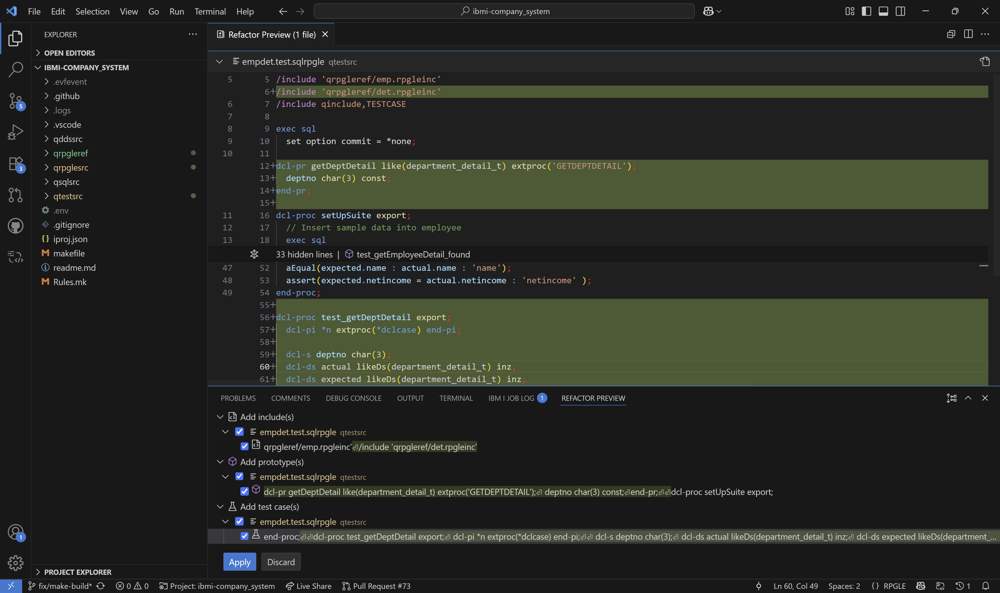 File Edit Selection View Go Run Terminal Help
ibmi-company_system
EXPLORER
OPEN EDITORS
IBMI-COMPANY_SYSTEM
.evfevent
.github
.logs
.vscode
qddssrc
qrpgleref
qrpglesrc
qsqlsrc
qtestsrc
.env
.gitignore
{} iproj.json
M makefile
readme.md
M Rules.mk
PROJECT EXPLORER
5
3
1
Refactor Preview (1 file)
empdet.test.sqlrpgle qtestsrc
5 5 /include 'qrpgleref/emp.rpgleinc'
6+ /include 'qrpgleref/det.rpgleinc'
6 7 /include qinclude,TESTCASE
7 8
8 9 exec sql
9 10 set option commit = *none;
10 11
12+ dcl-pr getDeptDetail like(department_detail_t) extproc('GETDEPTDETAIL');
13+ deptno char(3) const;
14+ end-pr;
15+
11 16 dcl-proc setUpSuite export;
12 17 // Insert sample data into employee
13 18 exec sql
33 hidden lines | test_getEmployeeDetail_found
47 52 aEqual(expected.name : actual.name : 'name');
48 53 assert(expected.netincome = actual.netincome : 'netincome' );
49 54 end-proc;
55+
56+ dcl-proc test_getDeptDetail export;
57+ dcl-pi *n extproc(*dclcase) end-pi;
58+
59+ dcl-s deptno char(3);
60+ dcl-ds actual likeDs(department_detail_t) inz;
61+ dcl-ds expected likeDs(department_detail_t) inz;
PROBLEMS COMMENTS DEBUG CONSOLE OUTPUT TERMINAL IBM I JOB LOG 1 REFACTOR PREVIEW
Add include(s)
empdet.test.sqlrpgle qtestsrc
qrpgleref/emp.rpgleinc'⏎/include 'qrpgleref/det.rpgleinc'
Add prototype(s)
empdet.test.sqlrpgle qtestsrc
dcl-pr getDeptDetail like(department_detail_t) extproc('GETDEPTDETAIL');⏎ deptno char(3) const;⏎end-pr;⏎⏎dcl-proc setUpSuite export;
Add test case(s)
empdet.test.sqlrpgle qtestsrc
end-proc;⏎⏎dcl-proc test_getDeptDetail export;⏎ dcl-pi *n extproc(*dclcase) end-pi;⏎⏎ dcl-s deptno char(3);⏎ dcl-ds actual likeDs(department_detail_t) inz;⏎ dcl-ds expected likeDs(department_...
Apply Discard
fix/make-build* 0 0 Project: ibmi-company_system Live Share Pull Request #73 Ln 60, Col 49 Spaces: 2 {} RPGLE 1